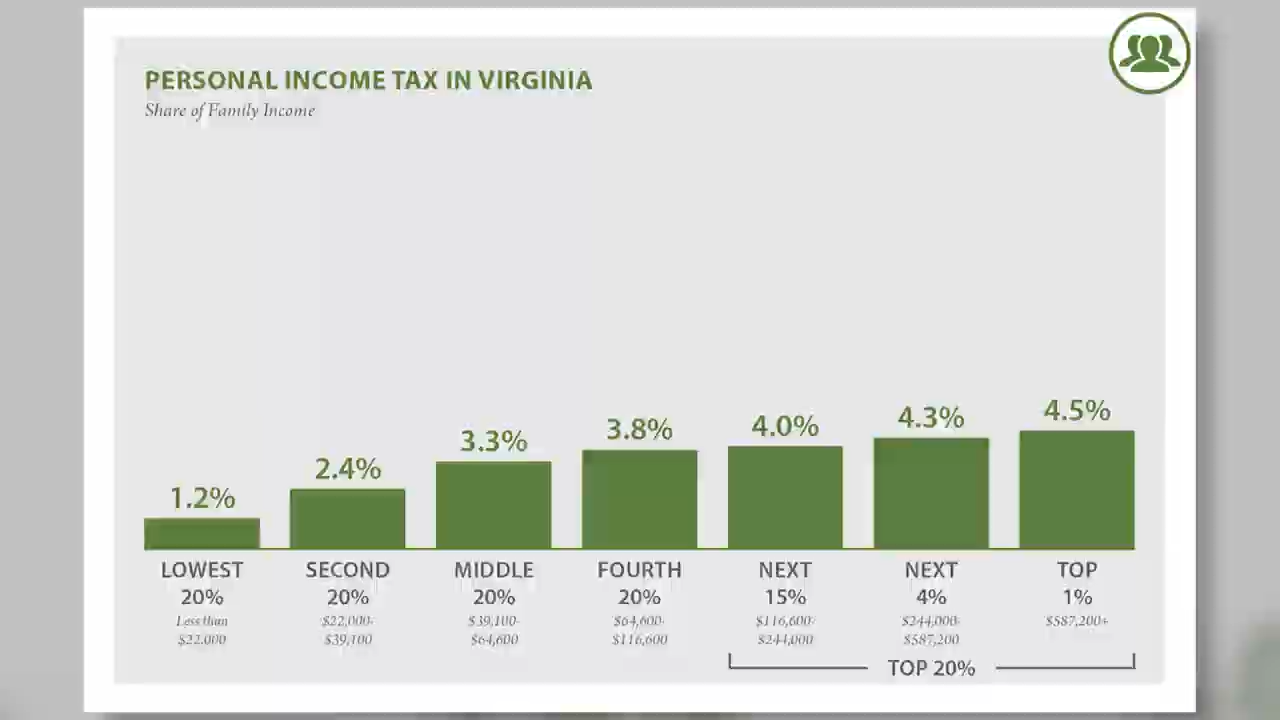 PERSONAL INCOME TAX IN VIRGINIA
Share of Family Income
1.2%
2.4%
3.3%
3.8%
4.0%
4.3%
4.5%
LOWEST
20%
Less than
$22,000
SECOND
20%
$22,000-
$39,100
MIDDLE
20%
$39,100-
$64,600
FOURTH
20%
$64,600-
$116,600
NEXT
15%
$116,600-
$244,000
NEXT
4%
$244,000-
$587,200
TOP
1%
$587,200+
TOP 20%